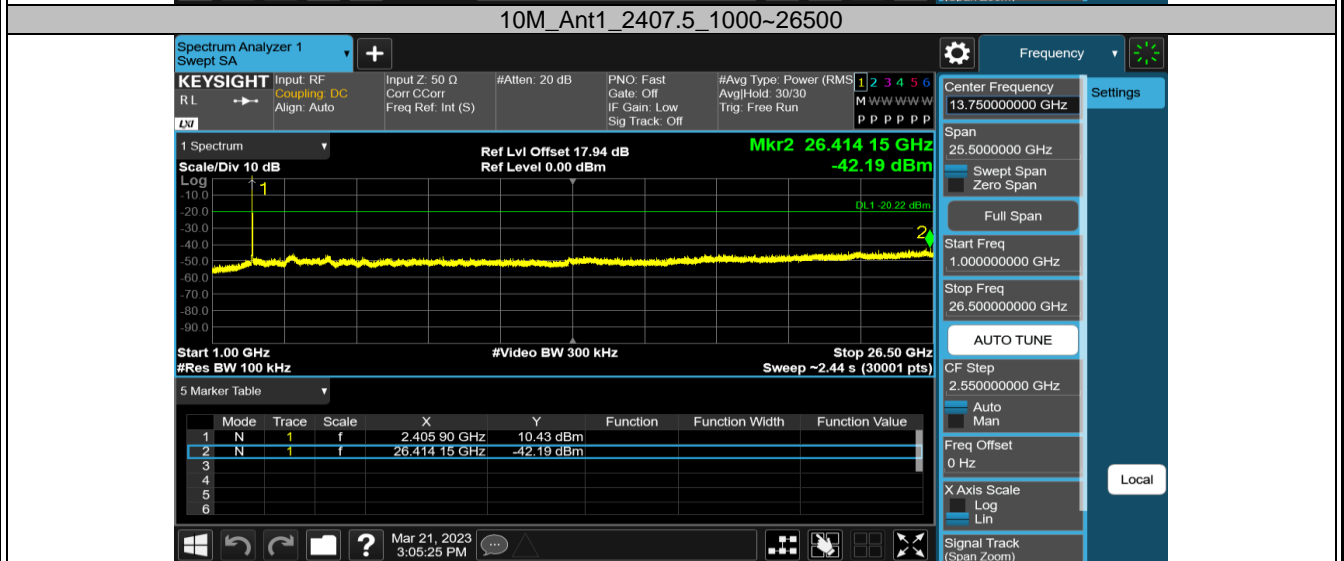 10M_Ant1_2407.5_1000~26500
Spectrum Analyzer 1
Swept SA
+
Frequency
KEYSIGHT
R L
LXI
Input: RF
Coupling: DC
Align: Auto
Input Z: 50 Ω
Corr CCorr
Freq Ref: Int (S)
#Atten: 20 dB
PNO: Fast
Gate: Off
IF Gain: Low
Sig Track: Off
#Avg Type: Power (RMS
Avg|Hold: 30/30
Trig: Free Run
1 2 3 4 5 6
M W W W W W
P P P P P P
1 Spectrum
Scale/Div 10 dB
Ref Lvl Offset 17.94 dB
Ref Level 0.00 dBm
Mkr2 26.414 15 GHz
-42.19 dBm
Log
-10.0
-20.0
-30.0
-40.0
-50.0
-60.0
-70.0
-80.0
-90.0
1
DL1 -20.22 dBm
2
Start 1.00 GHz
#Video BW 300 kHz
Stop 26.50 GHz
#Res BW 100 kHz
Sweep ~2.44 s (30001 pts)
5 Marker Table
Mode Trace Scale X Y Function Function Width Function Value
1 N 1 f 2.405 90 GHz 10.43 dBm
2 N 1 f 26.414 15 GHz -42.19 dBm
3
4
5
6
?
Mar 21, 2023
3:05:25 PM
Center Frequency
13.750000000 GHz
Settings
Span
25.5000000 GHz
Swept Span
Zero Span
Full Span
Start Freq
1.000000000 GHz
Stop Freq
26.500000000 GHz
AUTO TUNE
CF Step
2.550000000 GHz
Auto
Man
Freq Offset
0 Hz
Local
X Axis Scale
Log
Lin
Signal Track
(Span Zoom)